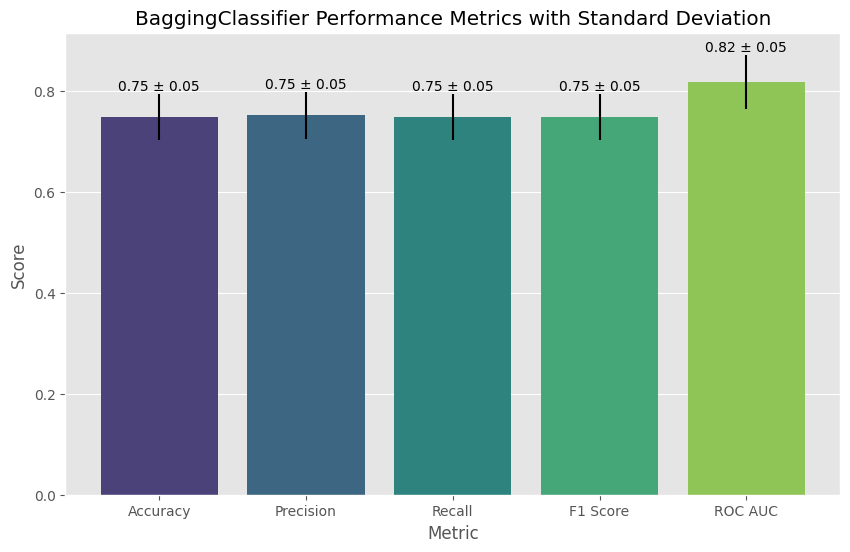 BaggingClassifier Performance Metrics with Standard Deviation
0.82 ± 0.05
0.75 ± 0.05
0.75 ± 0.05
0.75 ± 0.05
0.75 ± 0.05
0.8
0.6
0.4
0.2
0.0
Score
Accuracy
Precision
Recall
F1 Score
ROC AUC
Metric